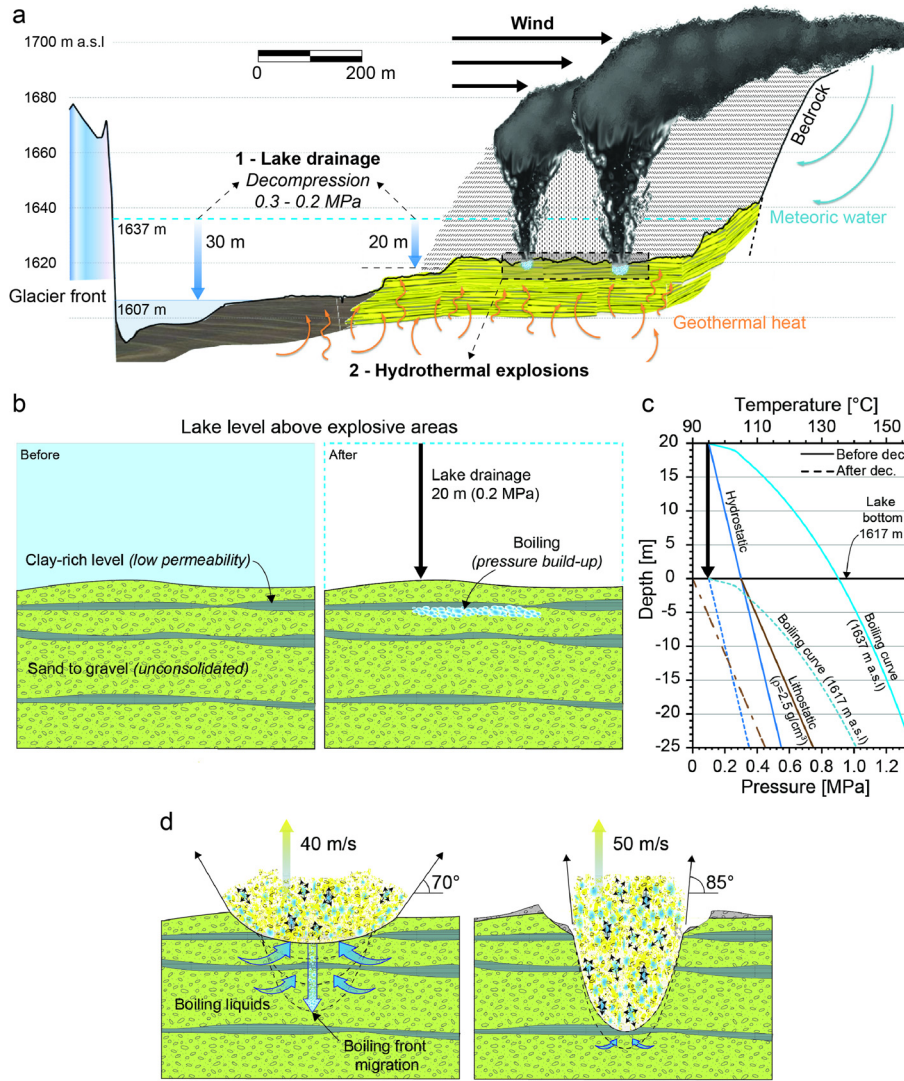 a
1700 m a.s.l
Wind
0
200 m
1680
1 - Lake drainage
Decompression
0.3 - 0.2 MPa
Bedrock
1660
1640
1637 m
30 m
20 m
Meteoric water
1620
Glacier front
1607 m
Geothermal heat
2 - Hydrothermal explosions
b
Lake level above explosive areas
Before
Clay-rich level (low permeability)
Sand to gravel (unconsolidated)
After
Lake drainage
20 m (0.2 MPa)
Boiling
(pressure build-up)
c
Temperature [°C]
90 110 130 150
Before dec
After dec.
Lake
bottom
1617 m
Hydrostatic
Depth [m]
20
15
10
5
0
-5
-10
-15
-20
-25
Boiling curve
(1637 m a.s.l)
Boiling curve (1617 m a.s.l)
Lithostatic
(ρ=2.5 g/cm³)
0 0.2 0.4 0.6 0.8 1.0 1.2
Pressure [MPa]
d
40 m/s
70°
Boiling liquids
Boiling front
migration
50 m/s
85°